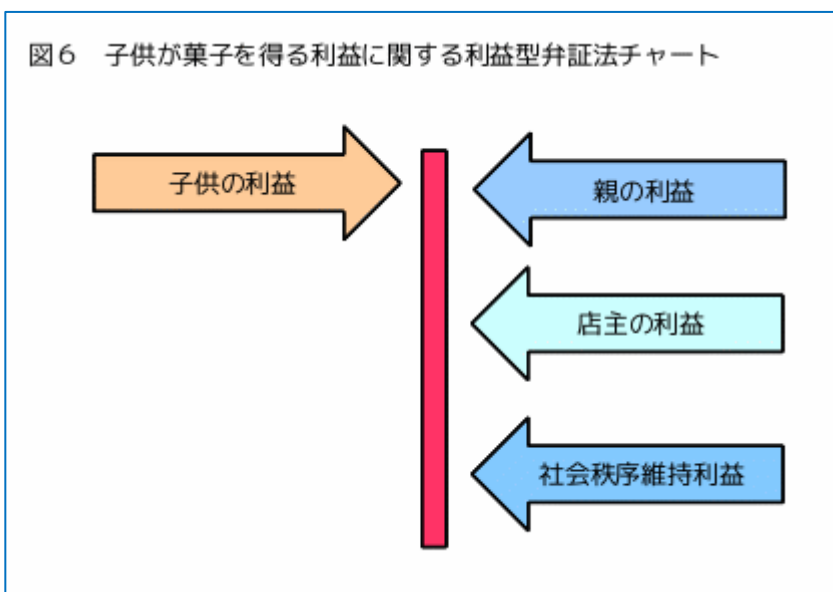 図6 子供が菓子を得る利益に関する利益型弁証法チャート
子供の利益
親の利益
店主の利益
社会秩序維持利益